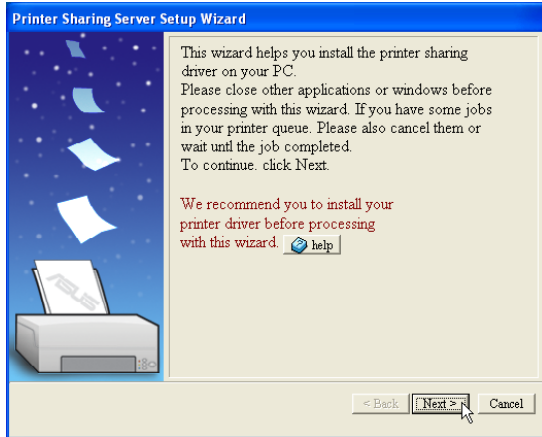 Printer Sharing Server Setup Wizard
This wizard helps you install the printer sharing
driver on your PC.
Please close other applications or windows before
processing with this wizard. If you have some jobs
in your printer queue. Please also cancel them or
wait untl the job completed.
To continue. click Next.
We recommend you to install your
printer driver before processing
with this wizard. help
ASUS
< Back Next > Cancel